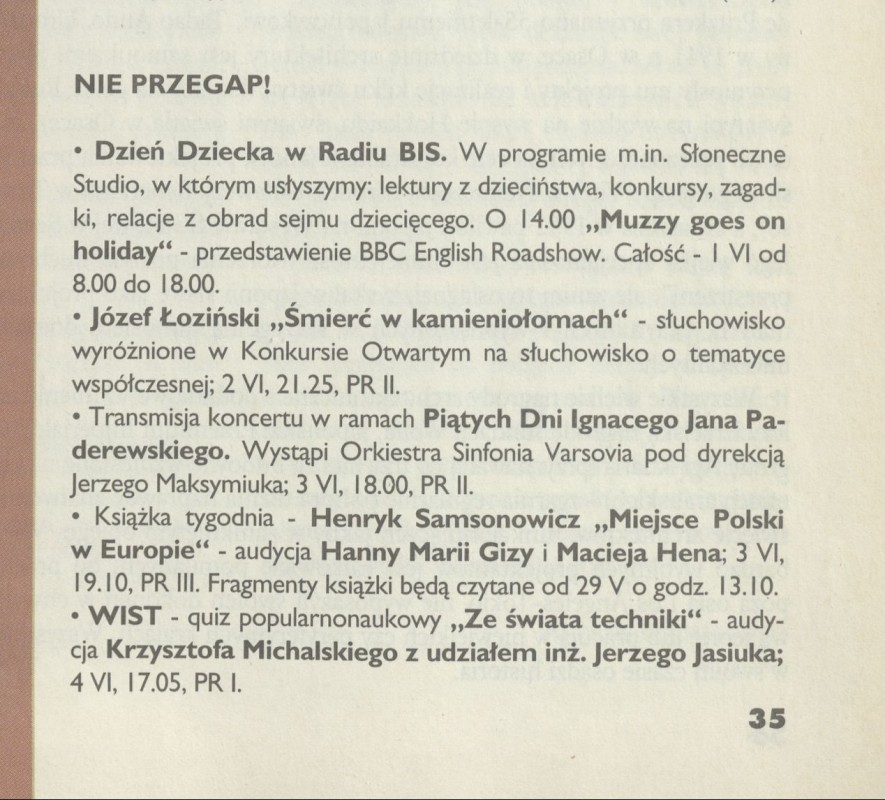 NIE PRZEGAP!
• Dzień Dziecka w Radiu BIS. W programie m.in. Słoneczne
Studio, w którym usłyszymy: lektury z dzieciństwa, konkursy, zagad-
ki, relacje z obrad sejmu dziecięcego. O 14.00 „Muzzy goes on
holiday“ - przedstawienie BBC English Roadshow. Całość - 1 VI od
8.00 do 18.00.
• Józef Łoziński „Śmierć w kamieniołomach“ - słuchowisko
wyróżnione w Konkursie Otwartym na słuchowisko o tematyce
współczesnej; 2 VI, 21.25, PR II.
• Transmisja koncertu w ramach Piątych Dni Ignacego Jana Pa-
derewskiego. Wystąpi Orkiestra Sinfonia Varsovia pod dyrekcją
Jerzego Maksymiuka; 3 VI, 18.00, PR II.
• Książka tygodnia - Henryk Samsonowicz „Miejsce Polski
w Europie“ - audycja Hanny Marii Gizy i Macieja Hena; 3 VI,
19.10, PR III. Fragmenty książki będą czytane od 29 V o godz. 13.10.
• WIST - quiz popularnonaukowy „Ze świata techniki“ - audy-
cja Krzysztofa Michalskiego z udziałem inż. Jerzego Jasiuka;
4 VI, 17.05, PR I.
35